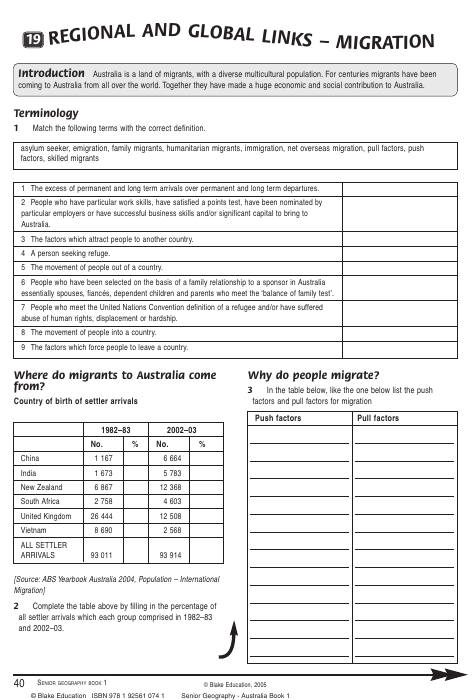 19 REGIONAL AND GLOBAL LINKS – MIGRATION
Introduction Australia is a land of migrants, with a diverse multicultural population. For centuries migrants have been
coming to Australia from all over the world. Together they have made a huge economic and social contribution to Australia.
Terminology
1 Match the following terms with the correct definition.
asylum seeker, emigration, family migrants, humanitarian migrants, immigration, net overseas migration, pull factors, push
factors, skilled migrants
1 The excess of permanent and long term arrivals over permanent and long term departures.
2 People who have particular work skills, have satisfied a points test, have been nominated by
particular employers or have successful business skills and/or significant capital to bring to
Australia.
3 The factors which attract people to another country.
4 A person seeking refuge.
5 The movement of people out of a country.
6 People who have been selected on the basis of a family relationship to a sponsor in Australia
essentially spouses, fiancés, dependent children and parents who meet the 'balance of family test'.
7 People who meet the United Nations Convention definition of a refugee and/or have suffered
abuse of human rights, displacement or hardship.
8 The movement of people into a country.
9 The factors which force people to leave a country.
Where do migrants to Australia come
from?
Country of birth of settler arrivals
1982–83 2002–03
No. % No. %
China 1 167 6 664
India 1 673 5 783
New Zealand 6 867 12 368
South Africa 2 758 4 603
United Kingdom 26 444 12 508
Vietnam 8 690 2 568
ALL SETTLER
ARRIVALS 93 011 93 914
[Source: ABS Yearbook Australia 2004, Population – International
Migration]
2 Complete the table above by filling in the percentage of
all settler arrivals which each group comprised in 1982–83
and 2002–03.
Why do people migrate?
3 In the table below, like the one below list the push
factors and pull factors for migration
Push factors Pull factors
40 SENIOR GEOGRAPHY BOOK 1 © Blake Education, 2005
© Blake Education ISBN 978 1 92561 074 1 Senior Geography - Australia Book 1